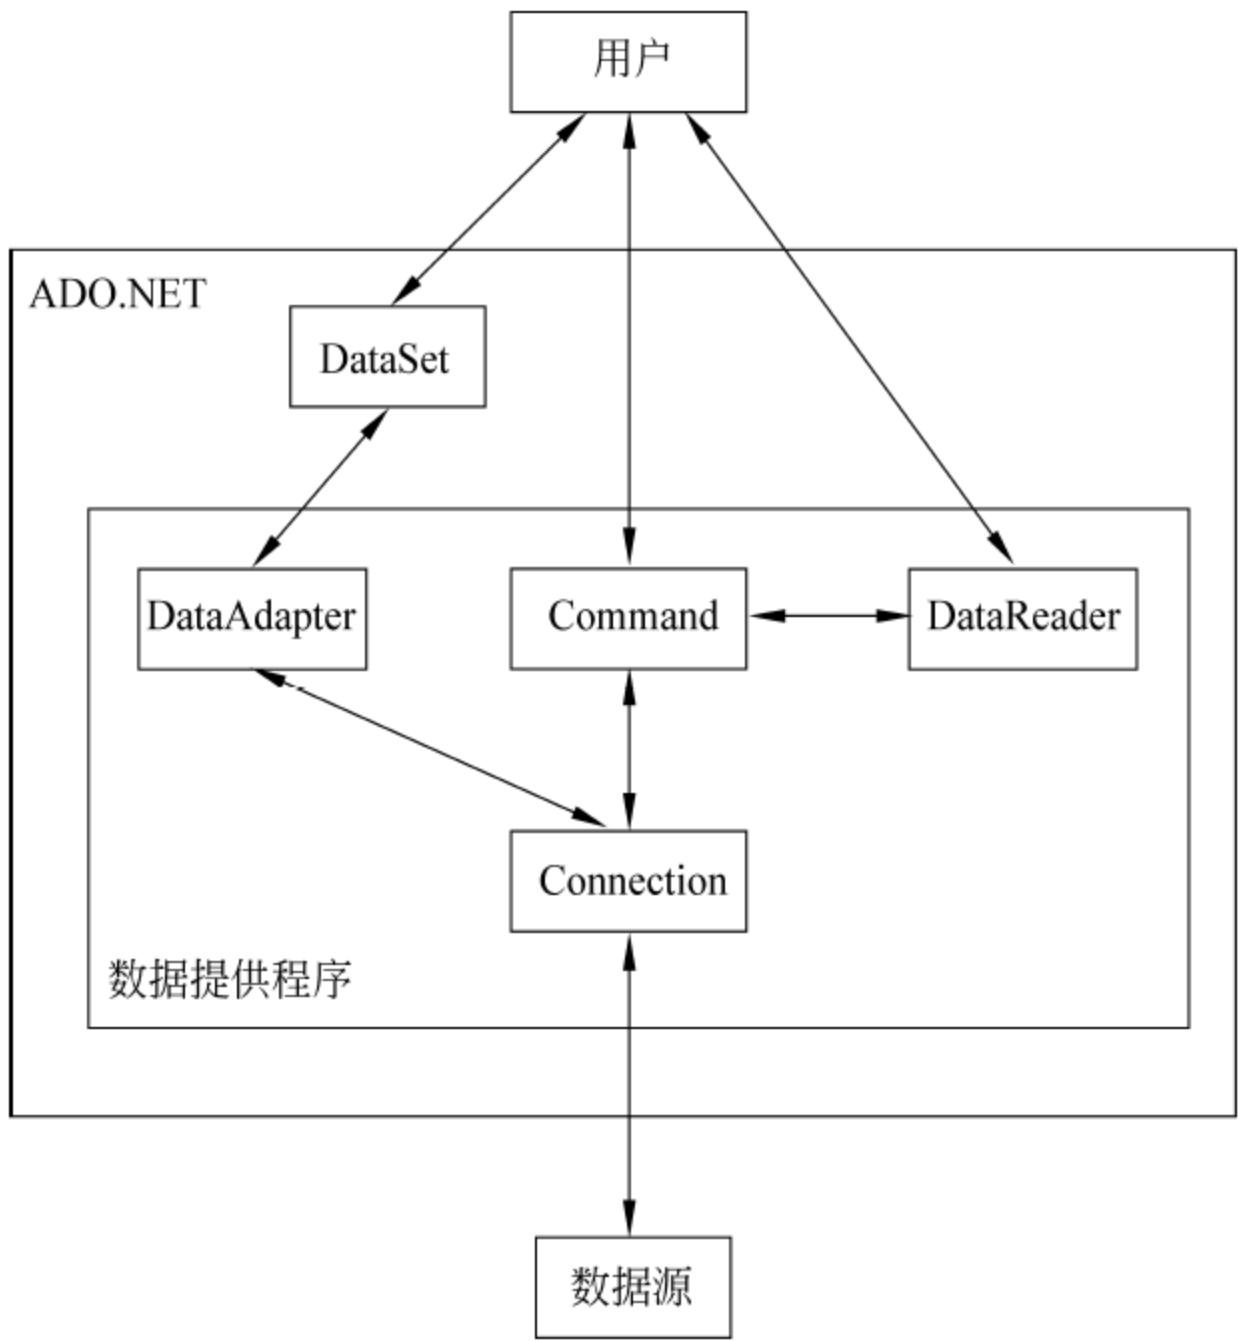 用户
ADO.NET
DataSet
DataAdapter
Command
DataReader
Connection
数据提供程序
数据源